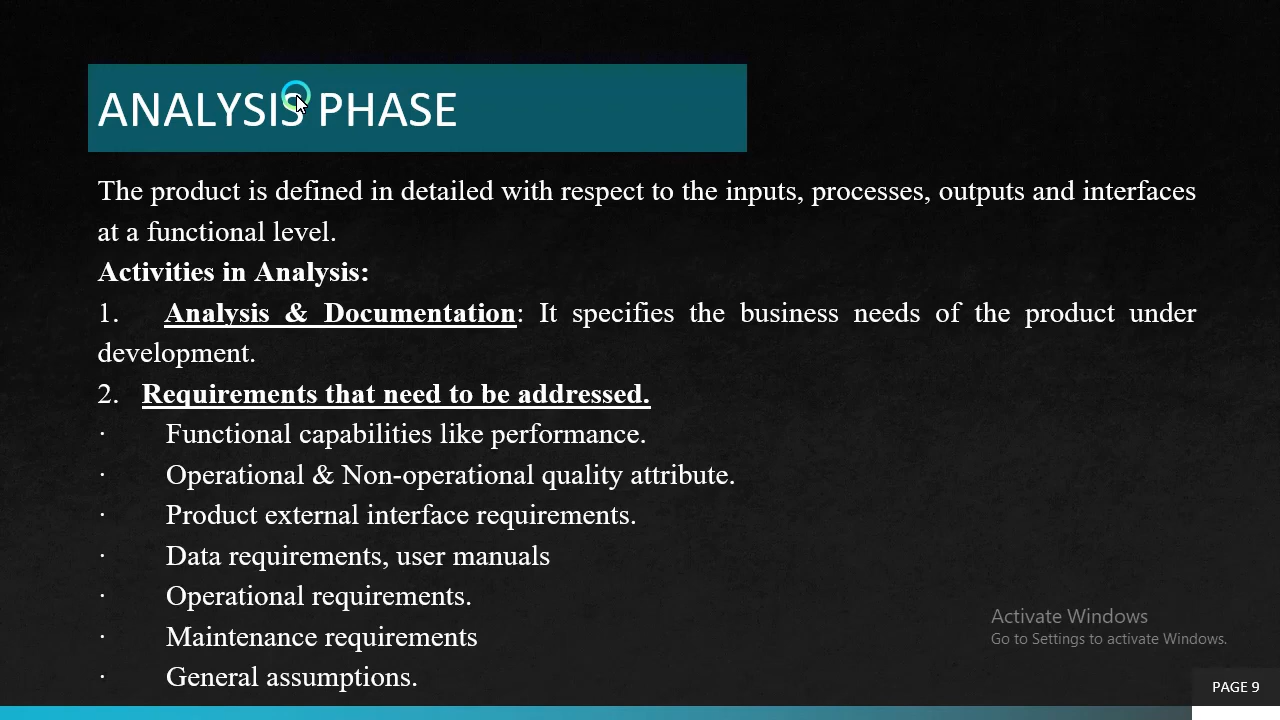 ANALYSIS PHASE
The product is defined in detailed with respect to the inputs, processes, outputs and interfaces
at a functional level.
Activities in Analysis:
1. Analysis & Documentation: It specifies the business needs of the product under
development.
2. Requirements that need to be addressed.
· Functional capabilities like performance.
· Operational & Non-operational quality attribute.
· Product external interface requirements.
· Data requirements, user manuals
· Operational requirements.
· Maintenance requirements
· General assumptions.
Activate Windows
Go to Settings to activate Windows.
PAGE 9